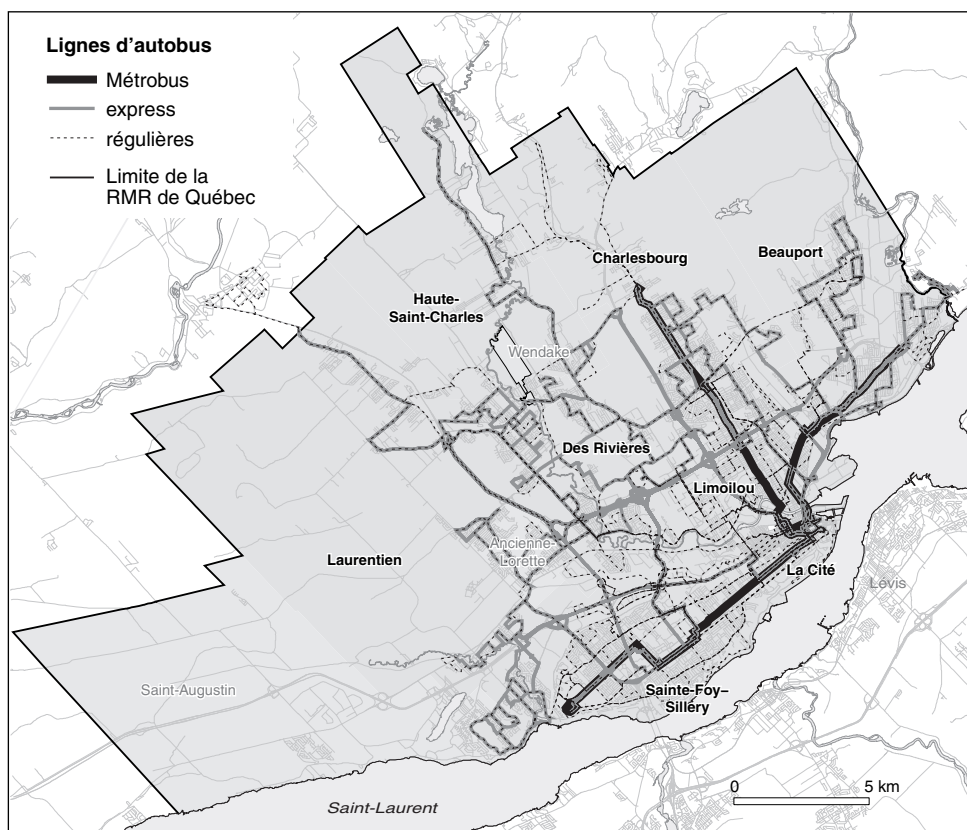 Lignes d’autobus
Métrobus
express
régulières
Limite de la
RMR de Québec
Charlesbourg
Beauport
Haute-
Saint-Charles
Wendake
Des Rivières
Limoilou
Ancienne-
Lorette
Laurentien
La Cité
Lévis
Saint-Augustin
Sainte-Foy–
Sillery
0 5 km
Saint-Laurent